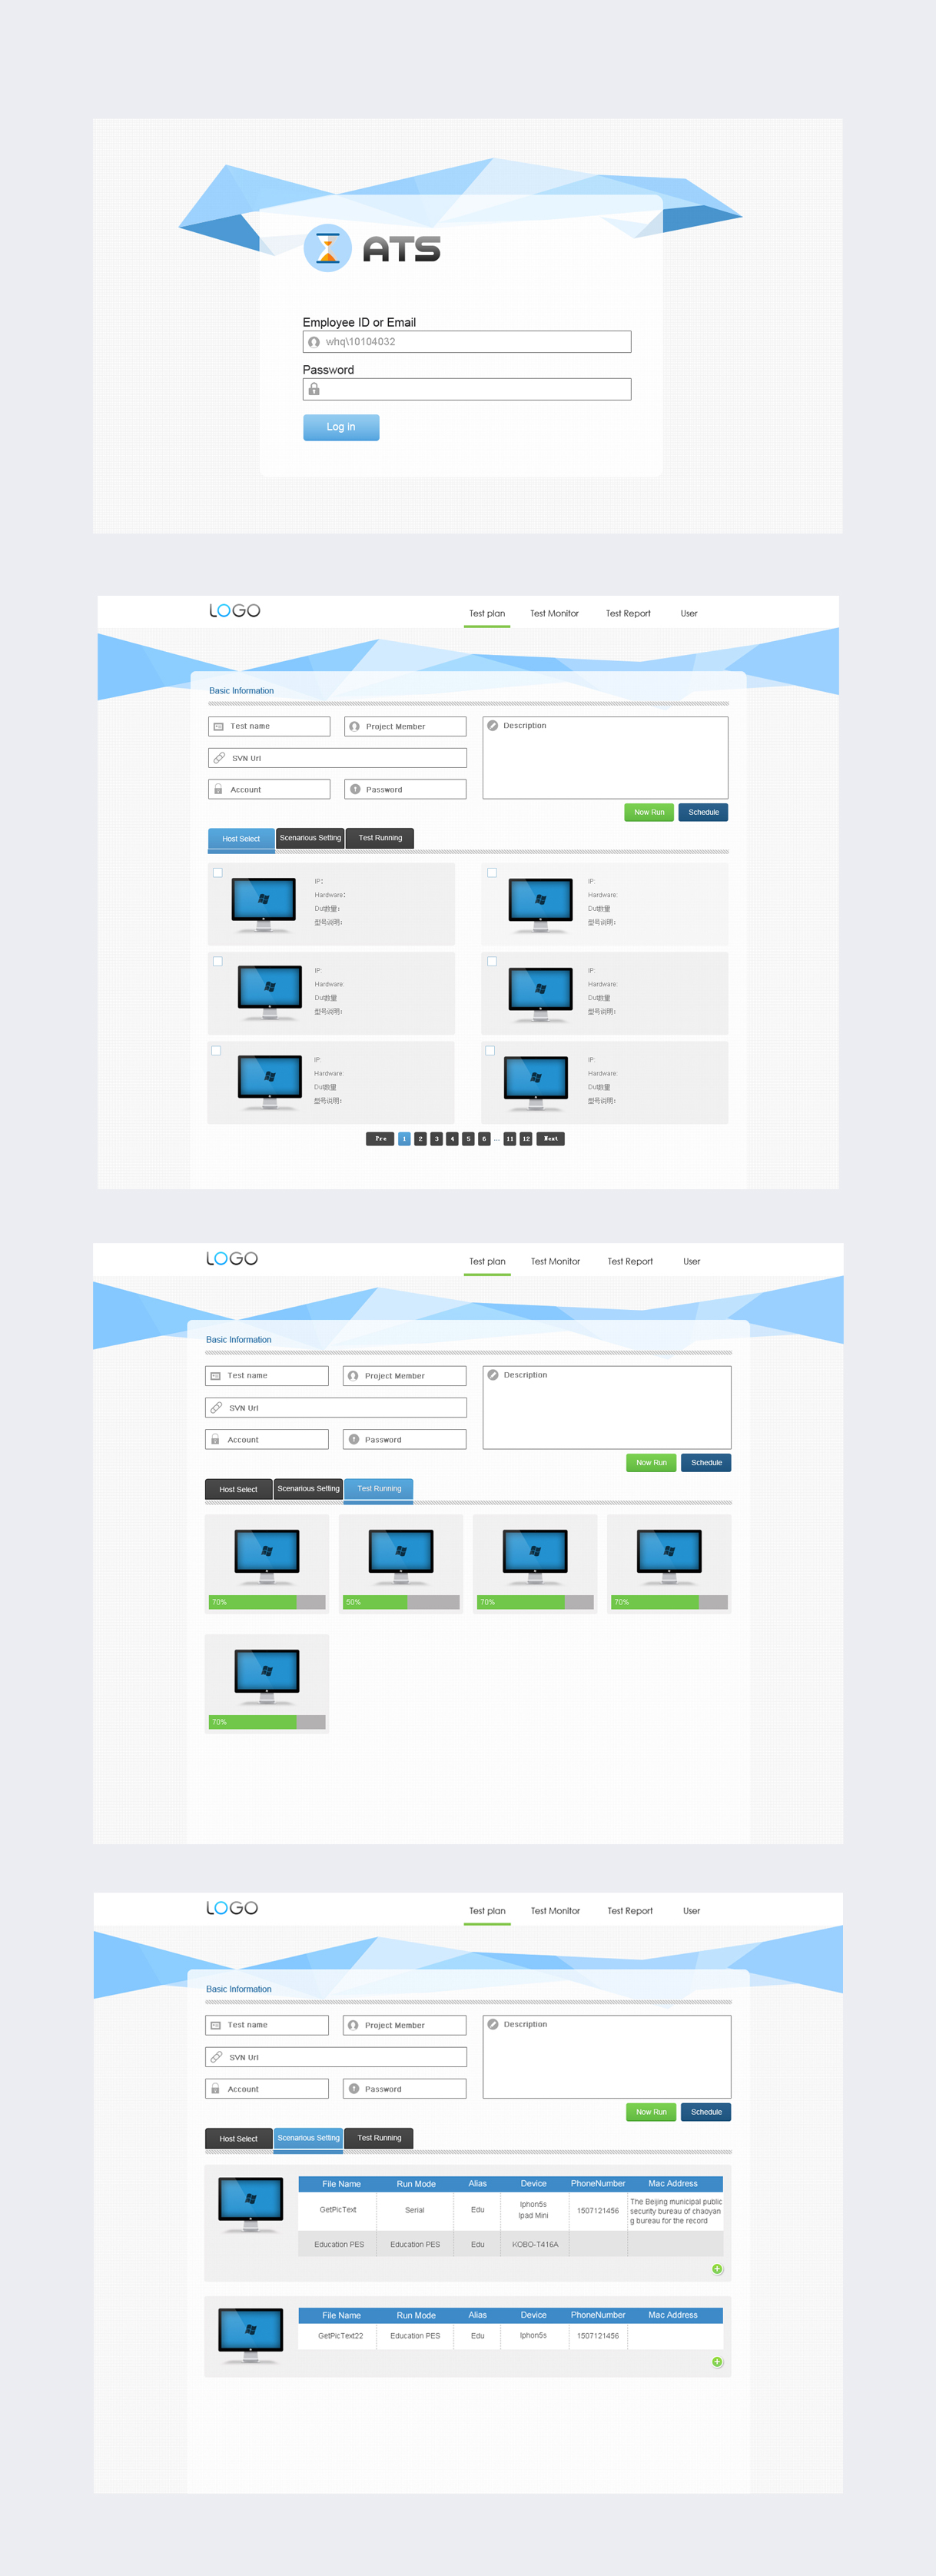 ATS
Employee ID or Email
whq\10104032
Password
Log in
LOGO
Test plan Test Monitor Test Report User
Basic Information
Test name Project Member Description
SVN Url
Account Password
Now Run Schedule
Host Select Scenarious Setting Test Running
IP： IP:
Hardware： Hardware:
Dut数量： Dut数量
型号说明： 型号说明：
IP: IP:
Hardware: Hardware:
Dut数量 Dut数量
型号说明： 型号说明：
IP: IP:
Hardware: Hardware:
Dut数量 Dut数量
型号说明： 型号说明：
Pre 1 2 3 4 5 6 ... 11 12 Next
LOGO
Test plan Test Monitor Test Report User
Basic Information
Test name Project Member Description
SVN Url
Account Password
Now Run Schedule
Host Select Scenarious Setting Test Running
70% 50% 70% 70%
70%
LOGO
Test plan Test Monitor Test Report User
Basic Information
Test name Project Member Description
SVN Url
Account Password
Now Run Schedule
Host Select Scenarious Setting Test Running
File Name Run Mode Alias Device PhoneNumber Mac Address
GetPicText Serial Edu Iphon5s Ipad Mini 1507121456 The Beijing municipal public
security bureau of chaoyan
g bureau for the record
Education PES Education PES Edu KOBO-T416A
File Name Run Mode Alias Device PhoneNumber Mac Address
GetPicText22 Education PES Edu Iphon5s 1507121456